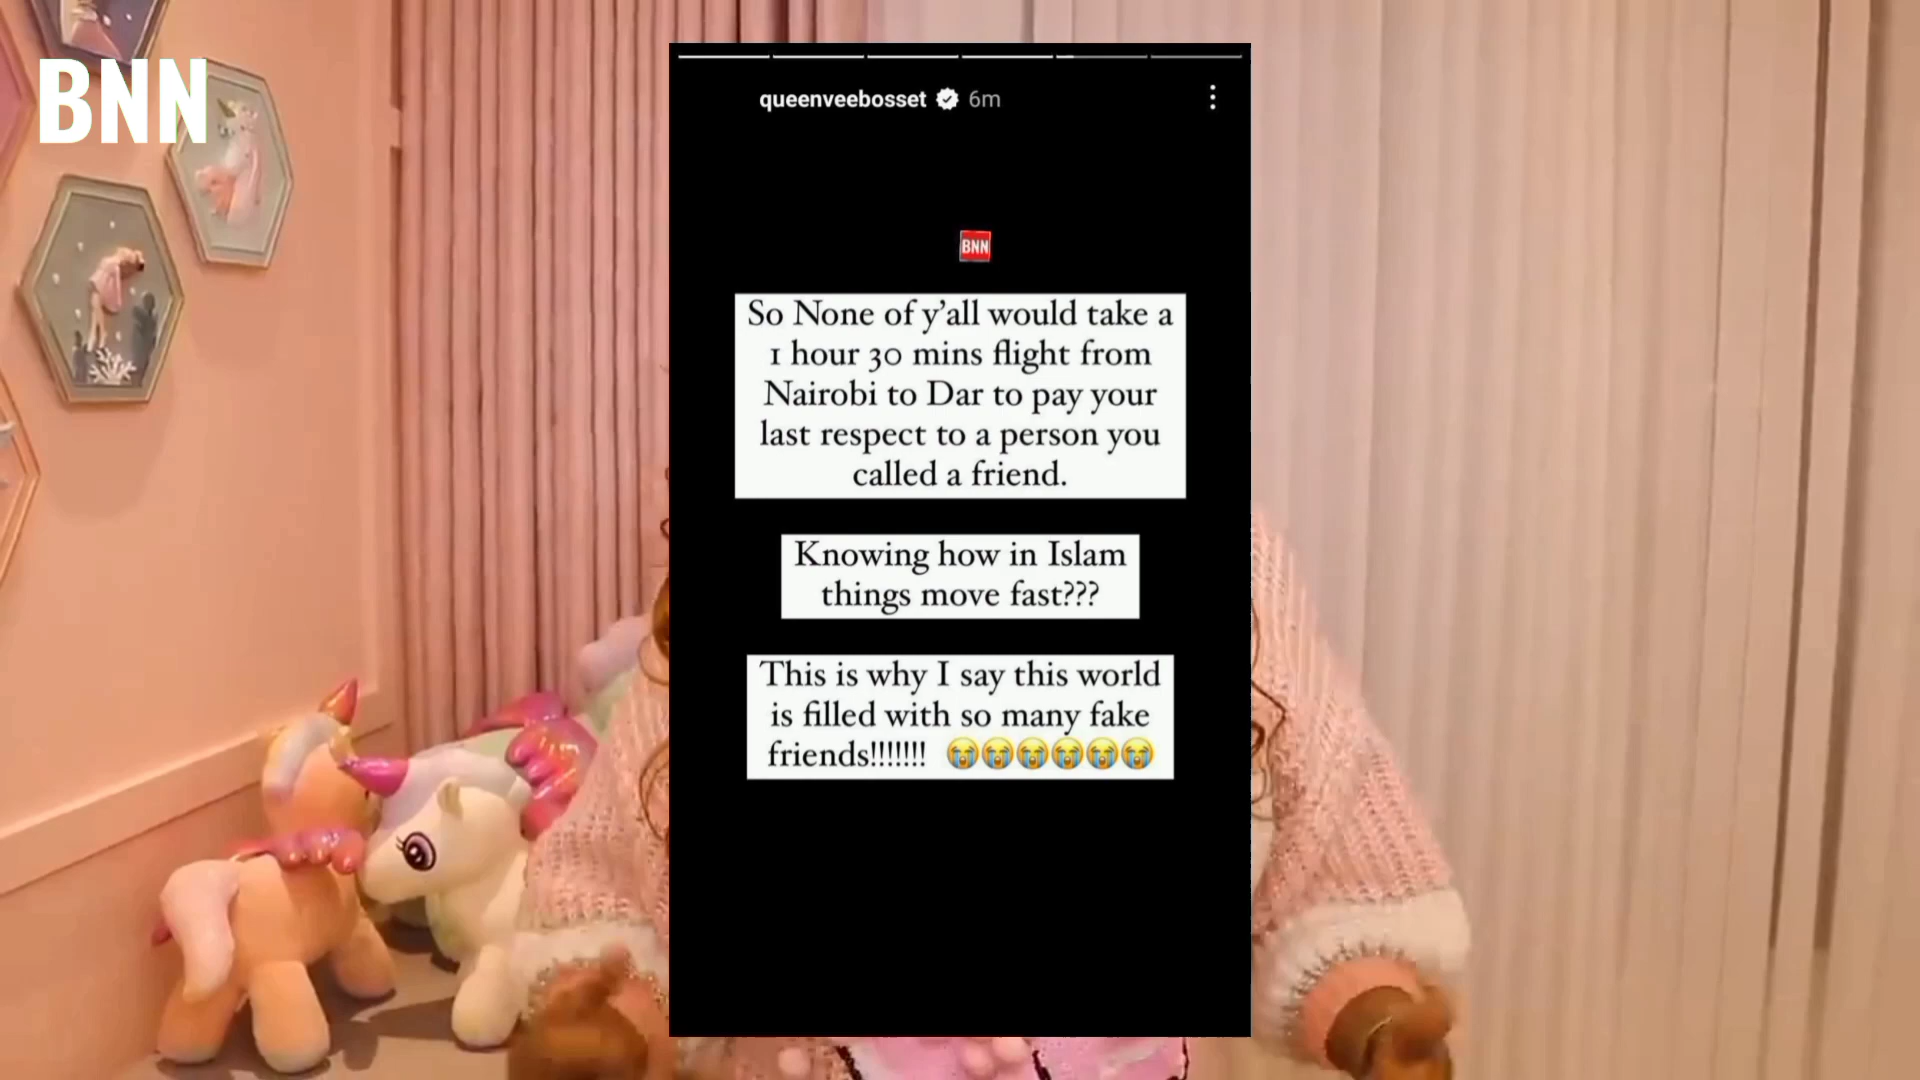 BNN
queenveebosset 6m
BNN
So None of y'all would take a
1 hour 30 mins flight from
Nairobi to Dar to pay your
last respect to a person you
called a friend.
Knowing how in Islam
things move fast???
This is why I say this world
is filled with so many fake
friends!!!!!!! 😭😭😭😭😭😭